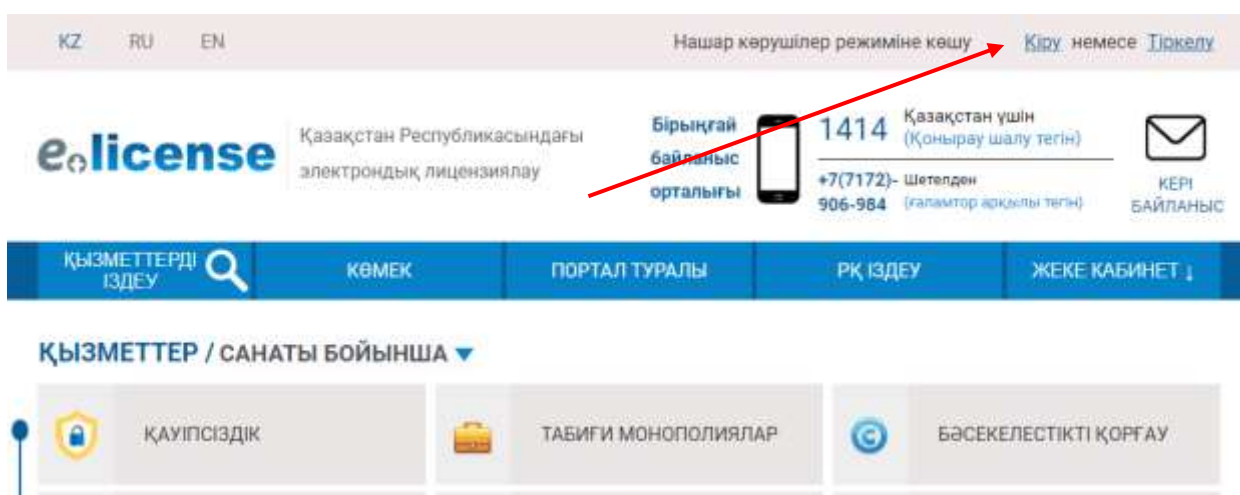 KZ RU EN Нашар көрушілер режиміне көшу Кіру немесе Тіркелу
e.license
Қазақстан Республикасындағы
электрондық лицензиялау
Бірыңғай
байланыс
орталығы
1414 Қазақстан үшін
(Қоңырау шалу тегін)
+7(7172)-
906-984
Шетелден
(ғаламтор арқылы тегін)
КЕРІ
БАЙЛАНЫС
ҚЫЗМЕТТЕРДІ
ІЗДЕУ
КӨМЕК
ПОРТАЛ ТУРАЛЫ
РҚ ІЗДЕУ
ЖЕКЕ КАБИНЕТ ↓
ҚЫЗМЕТТЕР / САНАТЫ БОЙЫНША ▼
ҚАУІПСІЗДІК
ТАБИҒИ МОНОПОЛИЯЛАР
БӘСЕКЕЛЕСТІКТІ ҚОРҒАУ